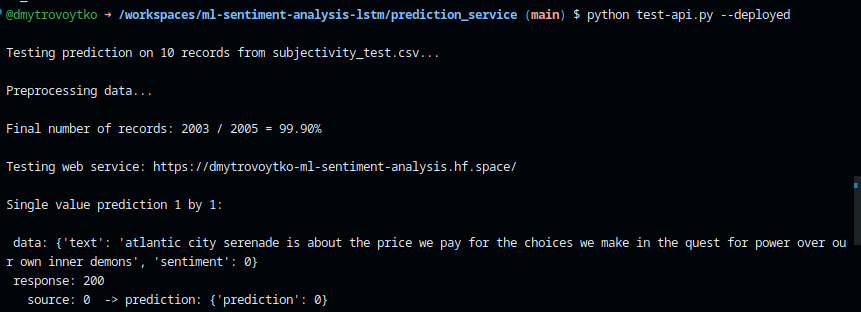 @dmytrovoytko → /workspaces/ml-sentiment-analysis-lstm/prediction_service (main) $ python test-api.py --deployed
Testing prediction on 10 records from subjectivity_test.csv...
Preprocessing data...
Final number of records: 2003 / 2005 = 99.90%
Testing web service: https://dmytrovoytko-ml-sentiment-analysis.hf.space/
Single value prediction 1 by 1:
data: {'text': 'atlantic city serenade is about the price we pay for the choices we make in the quest for power over ou
r own inner demons', 'sentiment': 0}
response: 200
source: 0  -> prediction: {'prediction': 0}